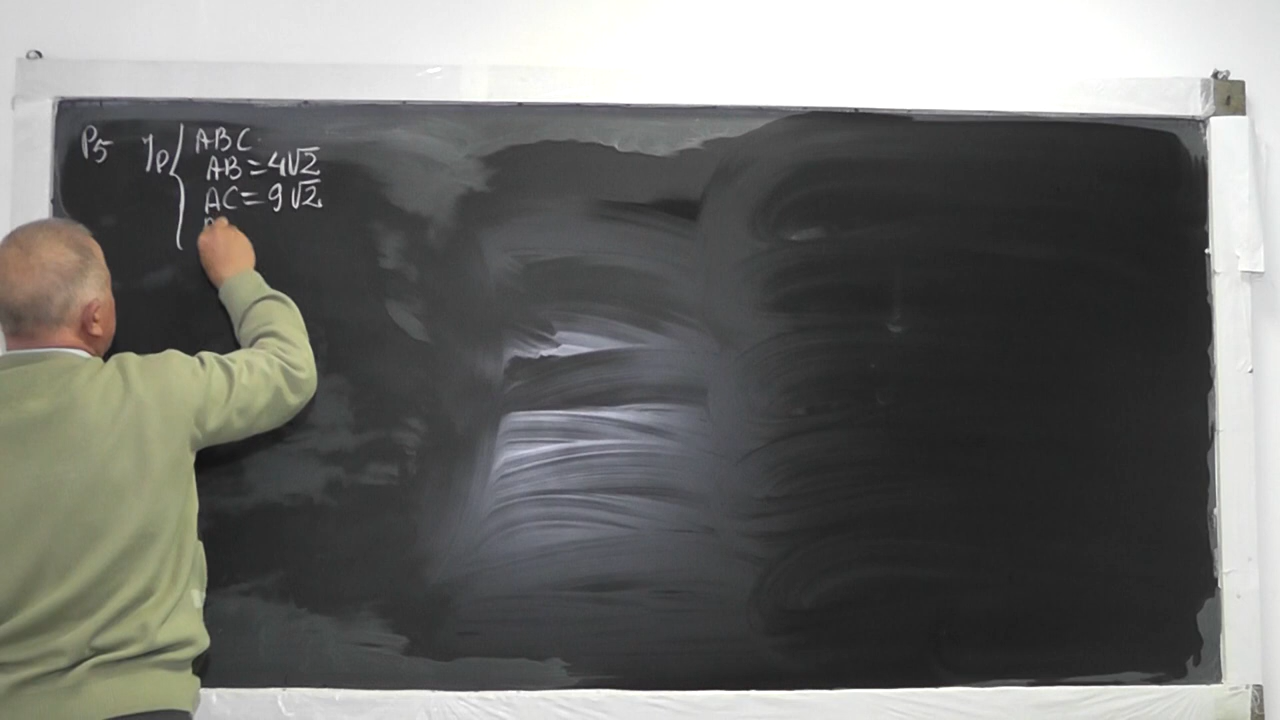 P5 Ip { ABC
AB = 4√2
AC = 9√2